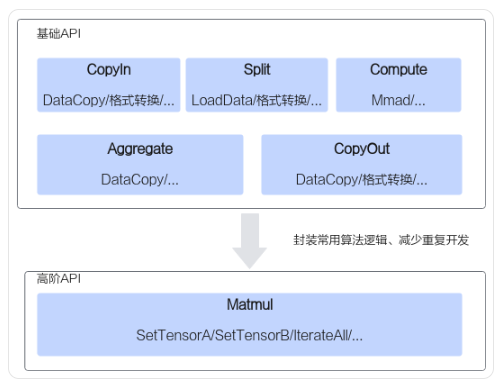 基础API
CopyIn
DataCopy/格式转换/...
Split
LoadData/格式转换/...
Compute
Mmad/...
Aggregate
DataCopy/...
CopyOut
DataCopy/格式转换/...
封装常用算法逻辑、减少重复开发
高阶API
Matmul
SetTensorA/SetTensorB/IterateAll/...